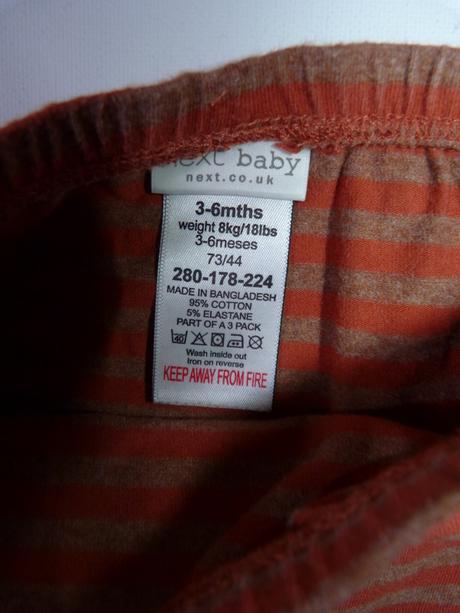 next baby
next.co.uk
3-6mths
weight 8kg/18lbs
3-6meses
73/44
280-178-224
MADE IN BANGLADESH
95% COTTON
5% ELASTANE
PART OF A 3 PACK
40
Wash inside out
Iron on reverse
KEEP AWAY FROM FIRE